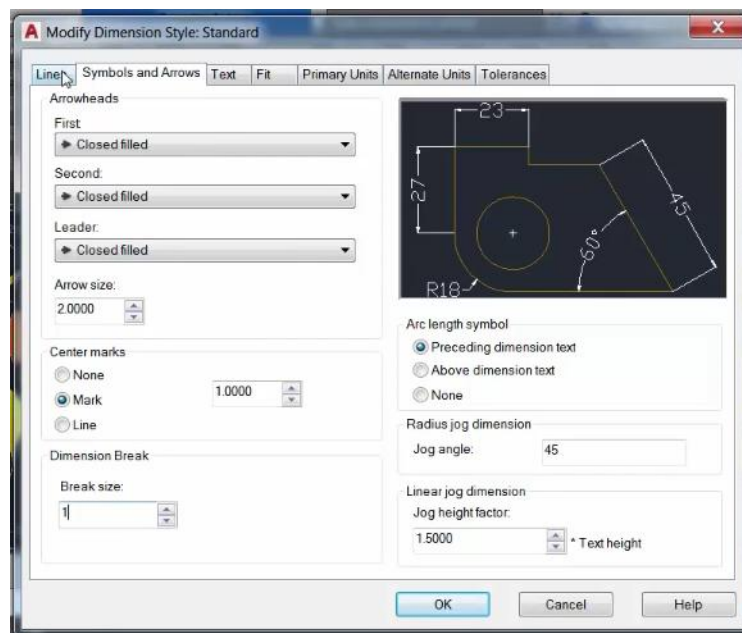 Modify Dimension Style: Standard
Lines Symbols and Arrows Text Fit Primary Units Alternate Units Tolerances
Arrowheads
First:
Closed filled
Second:
Closed filled
Leader:
Closed filled
Arrow size:
2.0000
Center marks
None
Mark
Line
1.0000
Dimension Break
Break size:
1
23
27
45
60°
R18
Arc length symbol
Preceding dimension text
Above dimension text
None
Radius jog dimension
Jog angle: 45
Linear jog dimension
Jog height factor:
1.5000 * Text height
OK Cancel Help